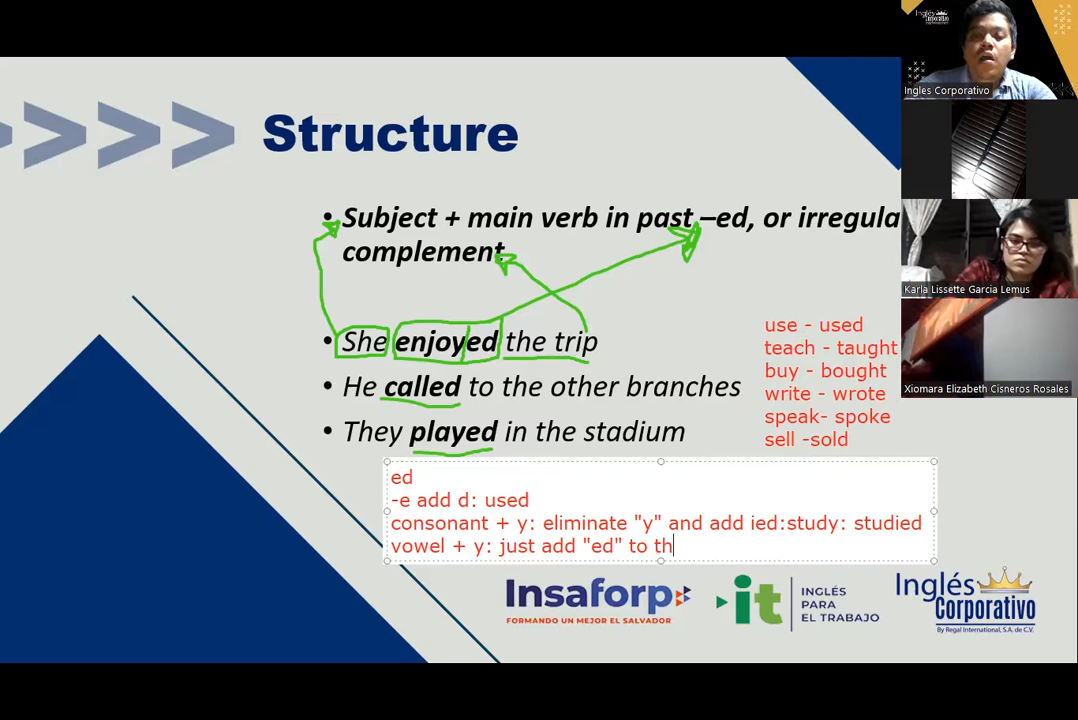 Structure
• Subject + main verb in past –ed, or irregula
complement
• She enjoyed the trip
• He called to the other branches
• They played in the stadium
use - used
teach - taught
buy - bought
write - wrote
speak- spoke
sell -sold
ed
-e add d: used
consonant + y: eliminate "y" and add ied:study: studied
vowel + y: just add "ed" to th
Insaforp
FORMANDO UN MEJOR EL SALVADOR
it
INGLÉS
PARA
EL TRABAJO
Inglés
Corporativo
By Regal International, S.A. de C.V.
Inglés
Corporativo
Ingles Corporativo
Karla Lissette Garcia Lemus
Xiomara Elizabeth Cisneros Rosales